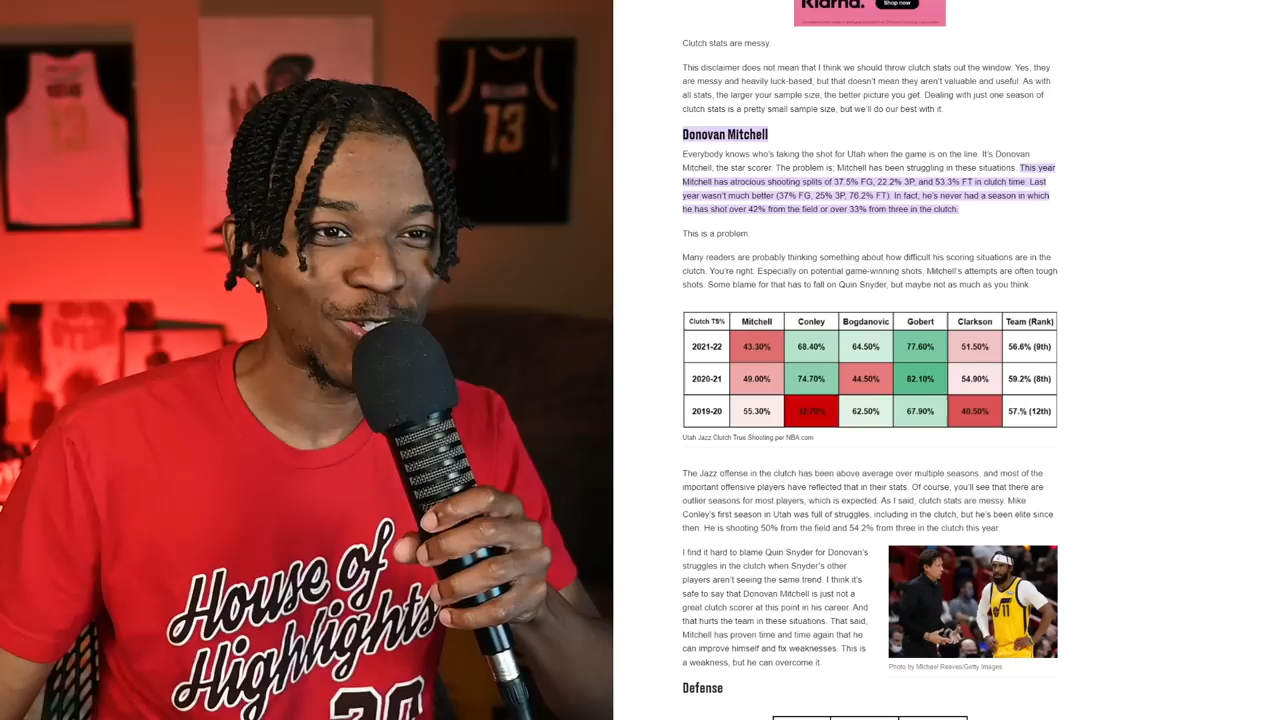 13
13
House of
Highlights
Klarna. Shop now
Clutch stats are messy.
This disclaimer does not mean that I think we should throw clutch stats out the window. Yes, they
are messy and heavily luck-based, but that doesn't mean they aren't valuable and useful. As with
all stats, the larger your sample size, the better picture you get. Dealing with just one season of
clutch stats is a pretty small sample size, but we'll do our best with it.
Donovan Mitchell
Everybody knows who's taking the shot for Utah when the game is on the line. It's Donovan
Mitchell, the star scorer. The problem is; Mitchell has been struggling in these situations. This year
Mitchell has atrocious shooting splits of 37.5% FG, 22.2% 3P, and 53.3% FT in clutch time. Last
year wasn't much better (37% FG, 25% 3P, 76.2% FT). In fact, he's never had a season in which
he has shot over 42% from the field or over 33% from three in the clutch.
This is a problem.
Many readers are probably thinking something about how difficult his scoring situations are in the
clutch. You're right. Especially on potential game-winning shots, Mitchell's attempts are often tough
shots. Some blame for that has to fall on Quin Snyder, but maybe not as much as you think.
Clutch TS% Mitchell Conley Bogdanovic Gobert Clarkson Team (Rank)
2021-22 43.30% 68.40% 64.50% 77.60% 51.50% 56.6% (9th)
2020-21 49.00% 74.70% 44.50% 82.10% 54.90% 59.2% (8th)
2019-20 55.30% 62.50% 67.90% 40.50% 57.% (12th)
Utah Jazz Clutch True Shooting per NBA.com
The Jazz offense in the clutch has been above average over multiple seasons, and most of the
important offensive players have reflected that in their stats. Of course, you'll see that there are
outlier seasons for most players, which is expected. As I said, clutch stats are messy. Mike
Conley's first season in Utah was full of struggles, including in the clutch, but he's been elite since
then. He is shooting 50% from the field and 54.2% from three in the clutch this year.
I find it hard to blame Quin Snyder for Donovan's
struggles in the clutch when Snyder's other
players aren't seeing the same trend. I think it's
safe to say that Donovan Mitchell is just not a
great clutch scorer at this point in his career. And
that hurts the team in these situations. That said,
Mitchell has proven time and time again that he
can improve himself and fix weaknesses. This is
a weakness, but he can overcome it.
11
Photo by Michael Reaves/Getty Images
Defense